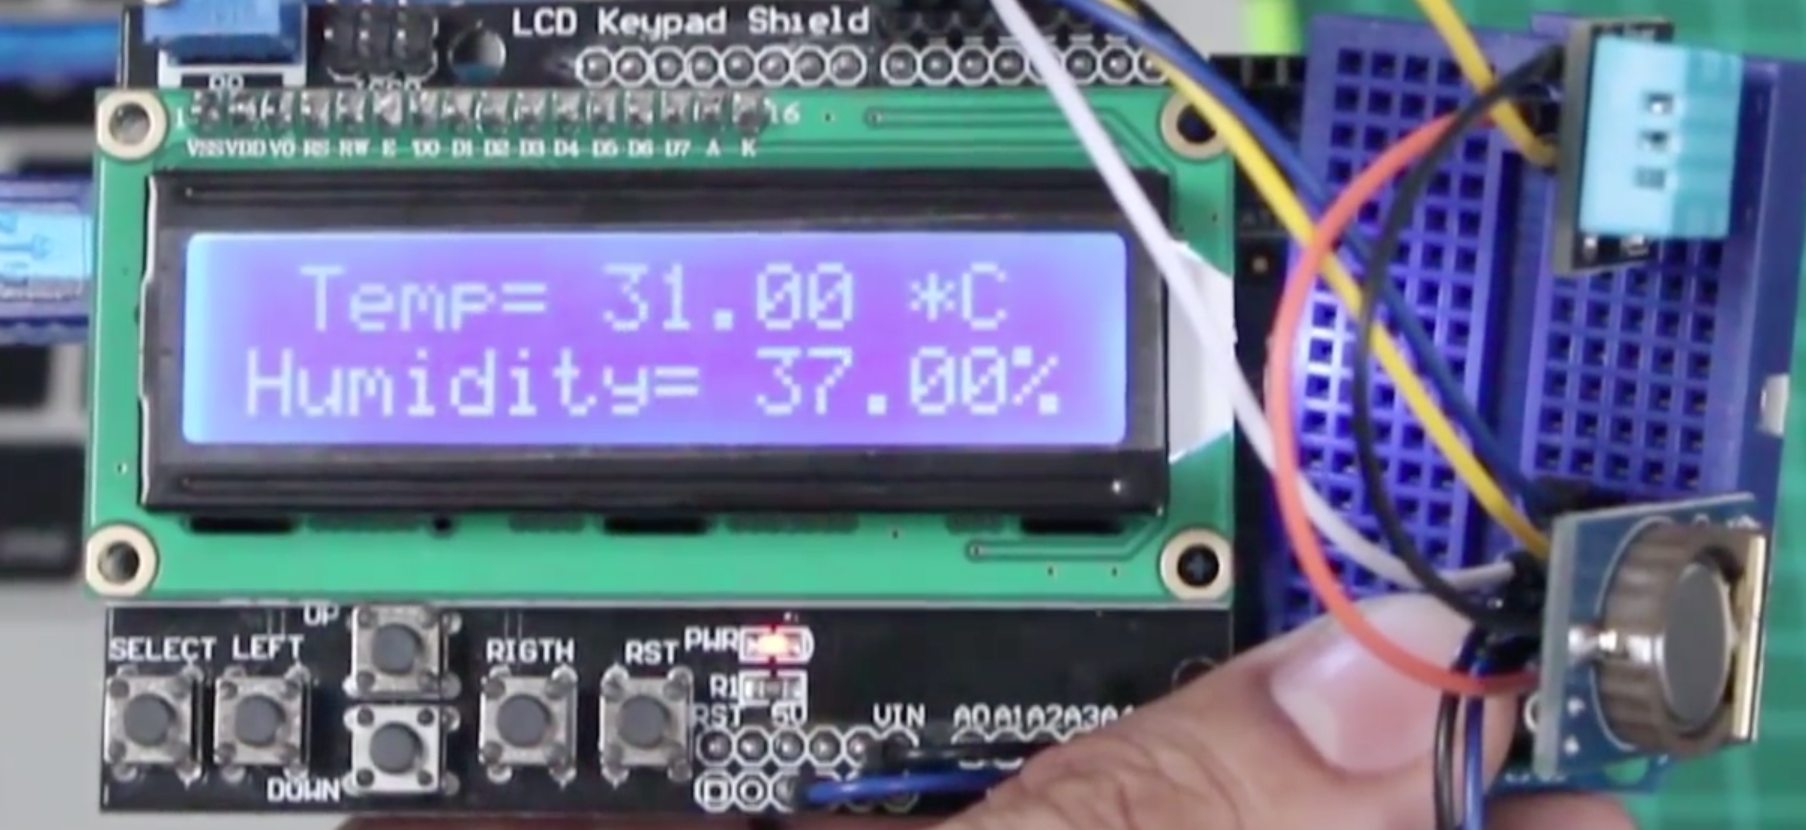 LCD Keypad Shield
1 16
VSS VDD V0 RS RW E D0 D1 D2 D3 D4 D5 D6 D7 A K
Temp= 31.00 *C
Humidity= 37.00%
UP
SELECT LEFT RIGTH RST PWR
R1
RST 5V VIN A0 A1 A2 A3
DOWN